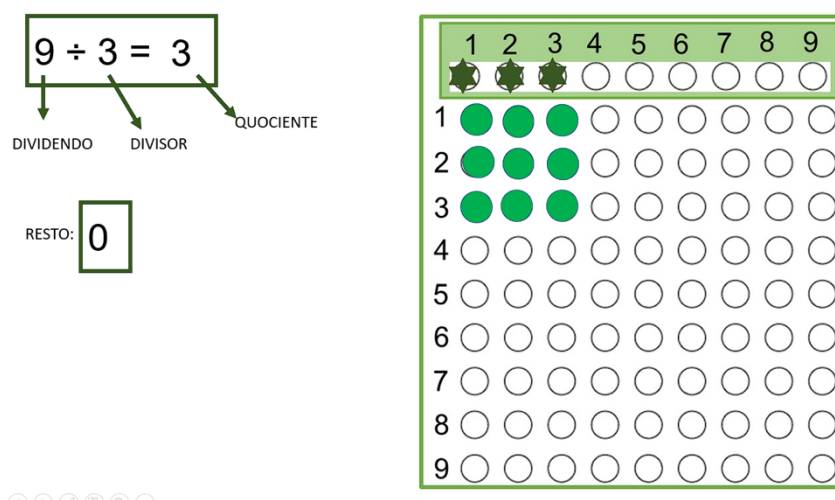 9 ÷ 3 = 3
DIVIDENDO
DIVISOR
QUOCIENTE
RESTO: 0
1 2 3 4 5 6 7 8 9
1
2
3
4
5
6
7
8
9